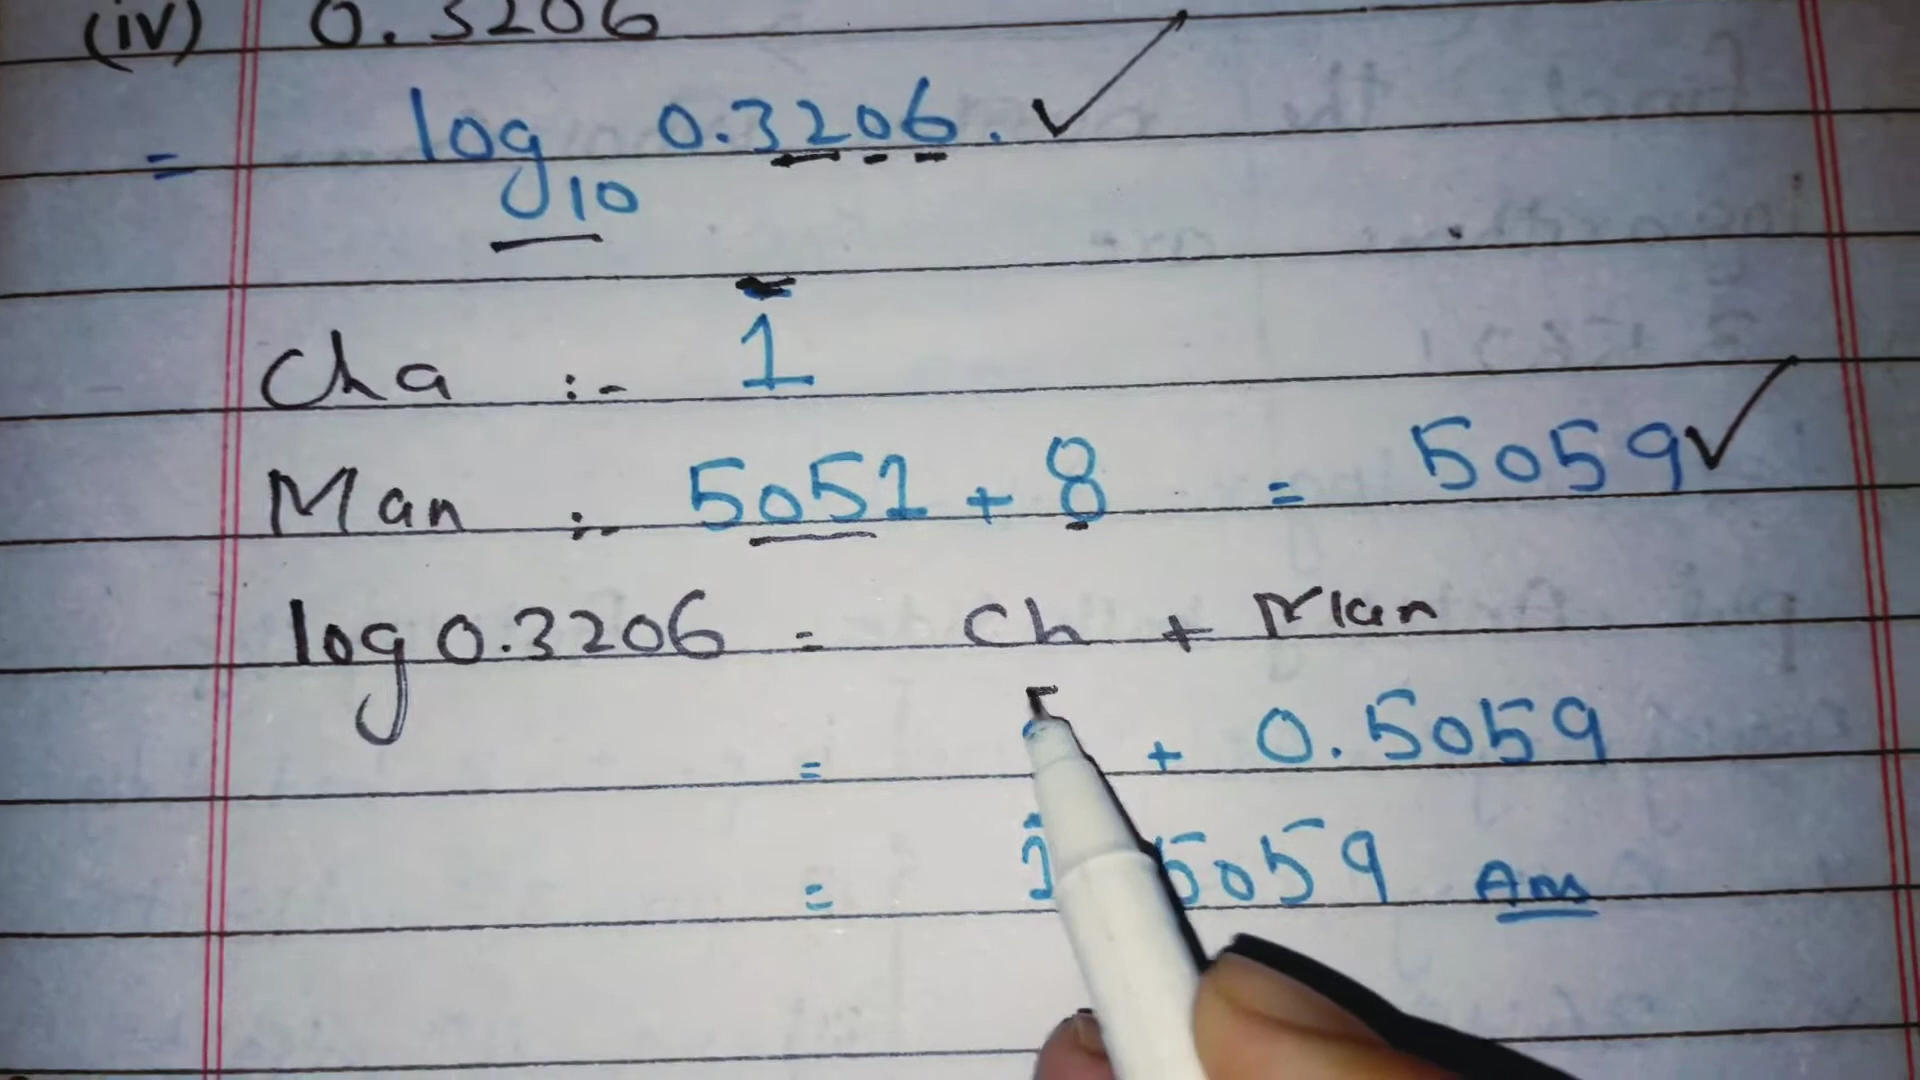 (iv) 0.3206
= log₁₀ 0.3206.
Cha :- 1̄
Man :- 5051 + 8 = 5059
log 0.3206 = Ch + Man
= + 0.5059
= 1̄ 5059 Ans